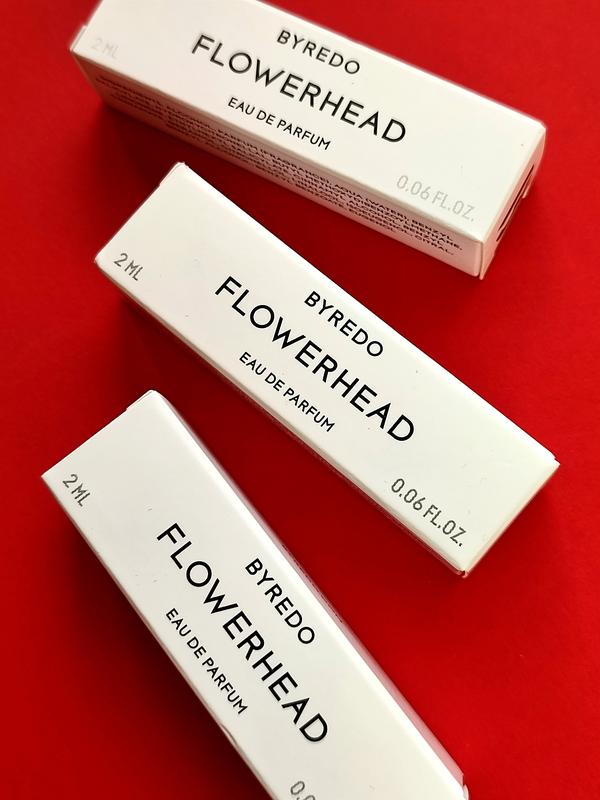 BYREDO
FLOWERHEAD
EAU DE PARFUM
2 ML
0.06 FL.OZ.
BYREDO
FLOWERHEAD
EAU DE PARFUM
2 ML
0.06 FL.OZ.
BYREDO
FLOWERHEAD
EAU DE PARFUM
2 ML